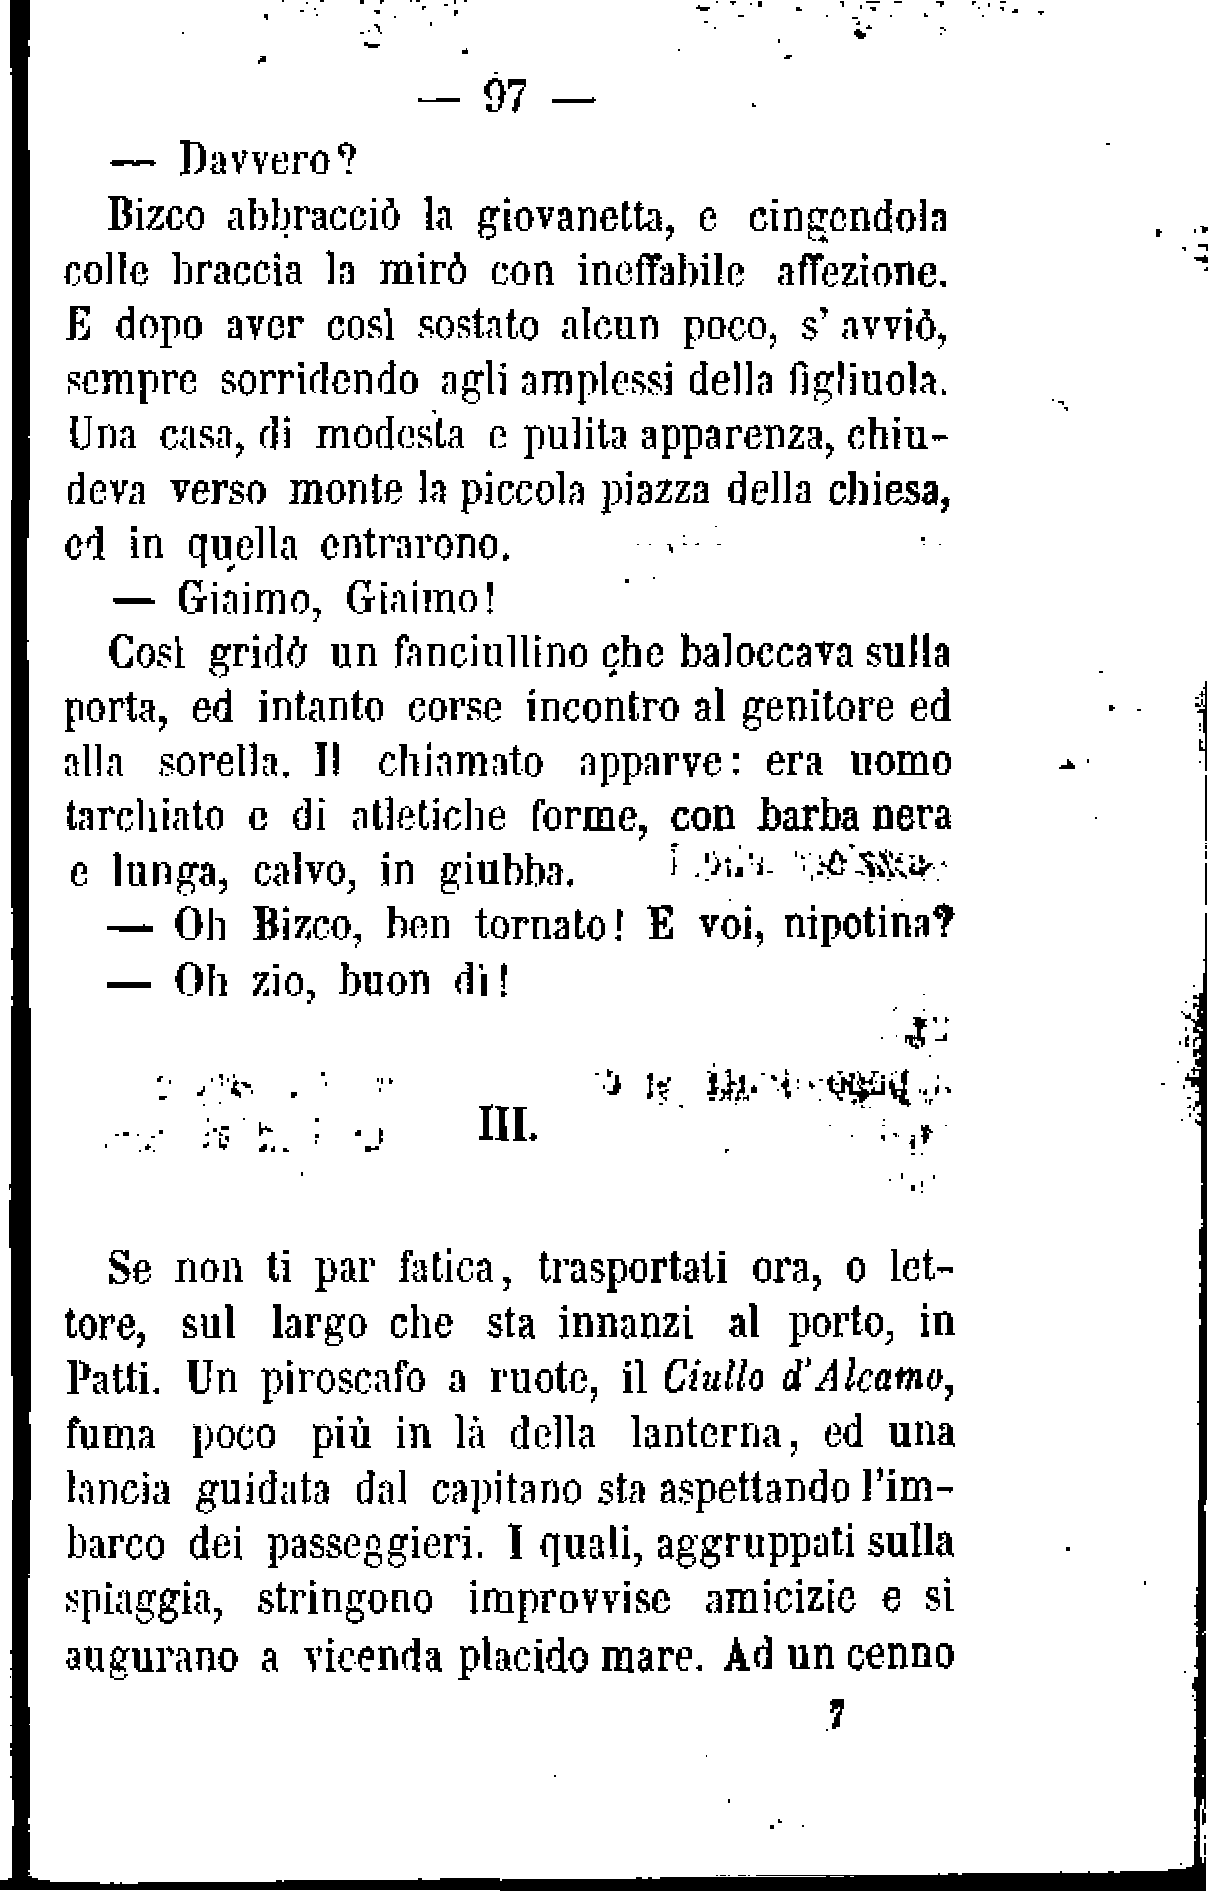 — 97 —
— Davvero?
Bizco abbracciò la giovanetta, e cingendola
colle braccia la mirò con ineffabile affezione.
E dopo aver così sostato alcun poco, s' avviò,
sempre sorridendo agli amplessi della figliuola.
Una casa, di modesta e pulita apparenza, chiu-
deva verso monte la piccola piazza della chiesa,
ed in quella entrarono.
— Giaimo, Giaimo!
Così gridò un fanciullino che baloccava sulla
porta, ed intanto corse incontro al genitore ed
alla sorella. Il chiamato apparve: era uomo
tarchiato e di atletiche forme, con barba nera
e lunga, calvo, in giubba.
— Oh Bizco, ben tornato! E voi, nipotina?
— Oh zio, buon dì!
III.
Se non ti par fatica, trasportati ora, o let-
tore, sul largo che sta innanzi al porto, in
Patti. Un piroscafo a ruote, il Ciullo d'Alcamo,
fuma poco più in là della lanterna, ed una
lancia guidata dal capitano sta aspettando l'im-
barco dei passeggieri. I quali, aggruppati sulla
spiaggia, stringono improvvise amicizie e si
augurano a vicenda placido mare. Ad un cenno
7